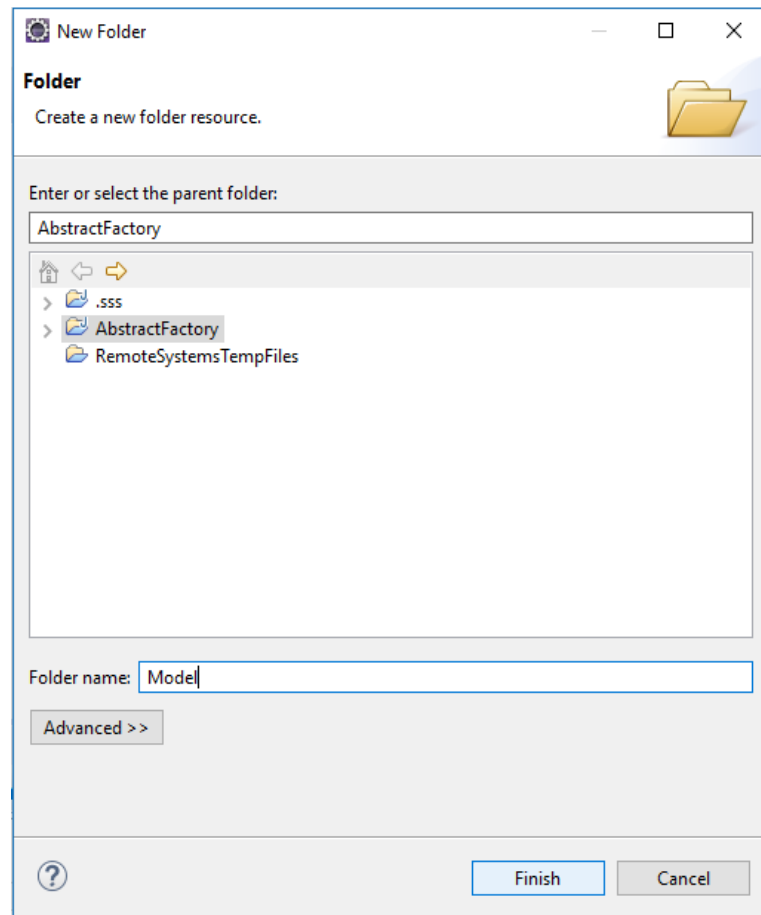 New Folder
Folder
Create a new folder resource.
Enter or select the parent folder:
AbstractFactory
.sss
AbstractFactory
RemoteSystemsTempFiles
Folder name: Model
Advanced >>
Finish Cancel